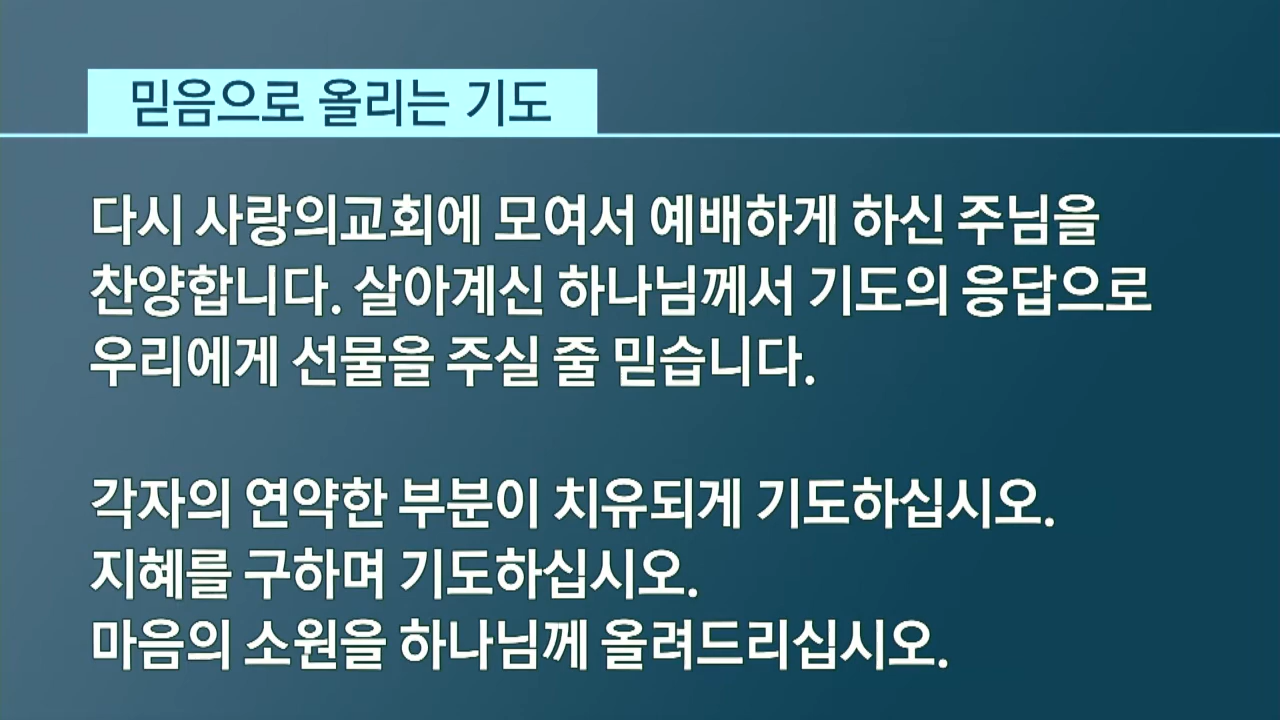 믿음으로 올리는 기도
다시 사랑의교회에 모여서 예배하게 하신 주님을
찬양합니다. 살아계신 하나님께서 기도의 응답으로
우리에게 선물을 주실 줄 믿습니다.
각자의 연약한 부분이 치유되게 기도하십시오.
지혜를 구하며 기도하십시오.
마음의 소원을 하나님께 올려드리십시오.